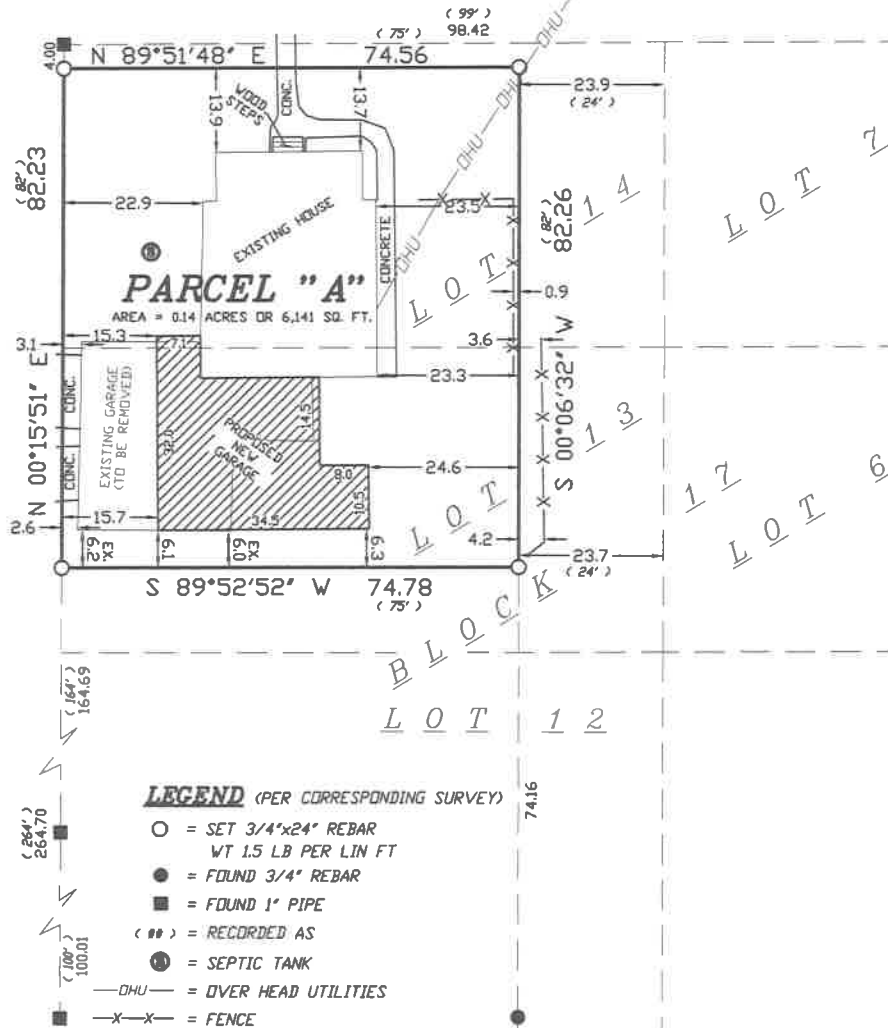 ( 99' )
98.42
( 75' )
4.00
N 89°51'48" E 74.56
OHU
OHU
OHU
OHU
13.9
WOOD STEPS
CONC.
13.7
23.9
( 24' )
( 82' )
82.23
22.9
EXISTING HOUSE
23.5
CONCRETE
( 82' )
82.26
LOT 14
LOT 7
PARCEL "A"
AREA = 0.14 ACRES OR 6,141 SQ. FT.
0.9
3.1
15.3
7.1
3.6
23.3
N 00°15'51" E
CONC.
CONC.
EXISTING GARAGE
(TO BE REMOVED)
32.0
PROPOSED
NEW
GARAGE
14.5
8.0
10.5
24.6
S 00°06'32" W
LOT 13
17
LOT 6
2.6
15.7
34.5
4.2
EX.
6.2
6.1
EX.
6.0
6.3
23.7
( 24' )
S 89°52'52" W 74.78
( 75' )
BLOCK
( 164' )
164.69
LOT 12
74.16
LEGEND (PER CORRESPONDING SURVEY)
= SET 3/4"x24" REBAR
WT 1.5 LB PER LIN FT
= FOUND 3/4" REBAR
= FOUND 1" PIPE
( ## ) = RECORDED AS
S = SEPTIC TANK
OHU = OVER HEAD UTILITIES
X X = FENCE
( 264' )
264.70
( 100' )
100.01